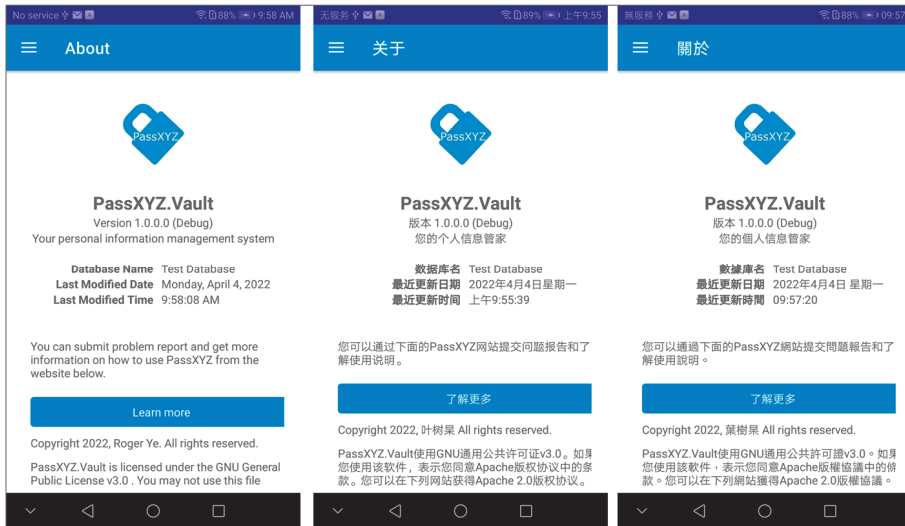 No service 88% 9:58 AM
About
PassXYZ
PassXYZ.Vault
Version 1.0.0.0 (Debug)
Your personal information management system
Database Name Test Database
Last Modified Date Monday, April 4, 2022
Last Modified Time 9:58:08 AM
You can submit problem report and get more
information on how to use PassXYZ from the
website below.
Learn more
Copyright 2022, Roger Ye. All rights reserved.
PassXYZ.Vault is licensed under the GNU General
Public License v3.0 . You may not use this file
无服务 89% 上午9:55
关于
PassXYZ
PassXYZ.Vault
版本 1.0.0.0 (Debug)
您的个人信息管家
数据库名 Test Database
最近更新日期 2022年4月4日星期一
最近更新时间 上午9:55:39
您可以通过下面的PassXYZ网站提交问题报告和了
解使用说明。
了解更多
Copyright 2022, 叶树杲 All rights reserved.
PassXYZ.Vault使用GNU通用公共许可证v3.0。如果
您使用该软件，表示您同意Apache版权协议中的条
款。您可以在下列网站获得Apache 2.0版权协议。
無服務 88% 09:57
關於
PassXYZ
PassXYZ.Vault
版本 1.0.0.0 (Debug)
您的個人信息管家
數據庫名 Test Database
最近更新日期 2022年4月4日 星期一
最近更新時間 09:57:20
您可以通過下面的PassXYZ網站提交問題報告和了
解使用說明。
了解更多
Copyright 2022, 葉樹杲 All rights reserved.
PassXYZ.Vault使用GNU通用公共許可證v3.0。如果
您使用該軟件，表示您同意Apache版權協議中的條
款。您可以在下列網站獲得Apache 2.0版權協議。